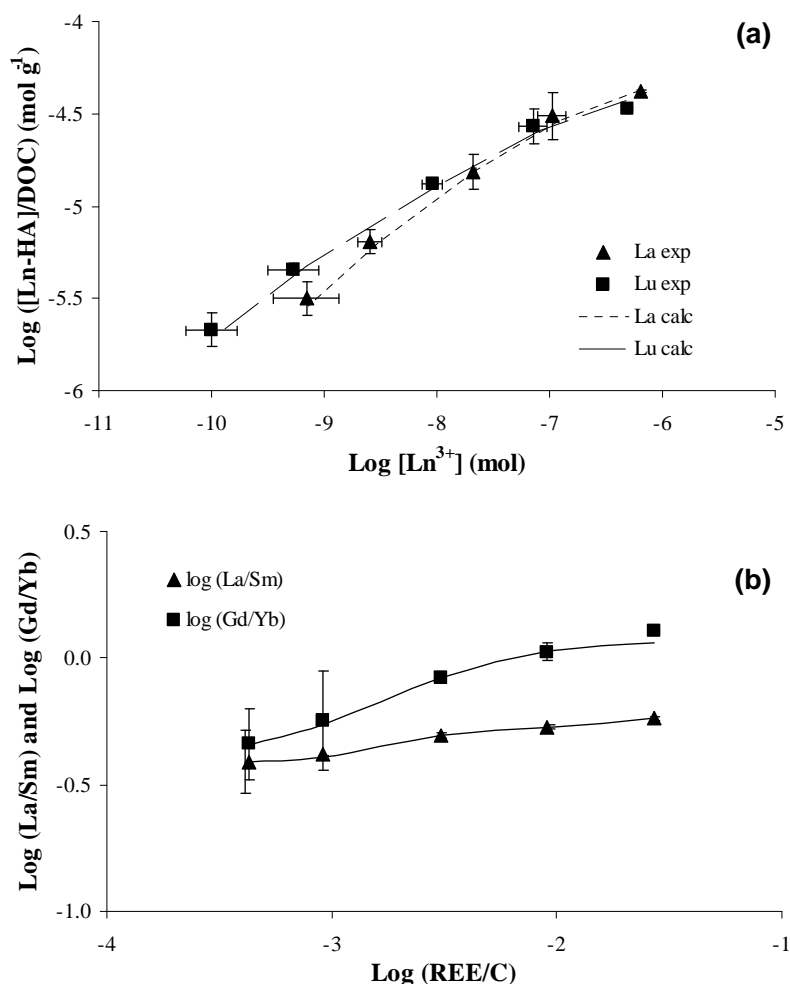 (a)
Log ([Ln-HA]/DOC) (mol g-1)
-4
-4.5
-5
-5.5
-6
La exp
Lu exp
La calc
Lu calc
-11 -10 -9 -8 -7 -6 -5
Log [Ln3+] (mol)
(b)
Log (La/Sm) and Log (Gd/Yb)
0.5
0.0
-0.5
-1.0
log (La/Sm)
log (Gd/Yb)
-4 -3 -2 -1
Log (REE/C)